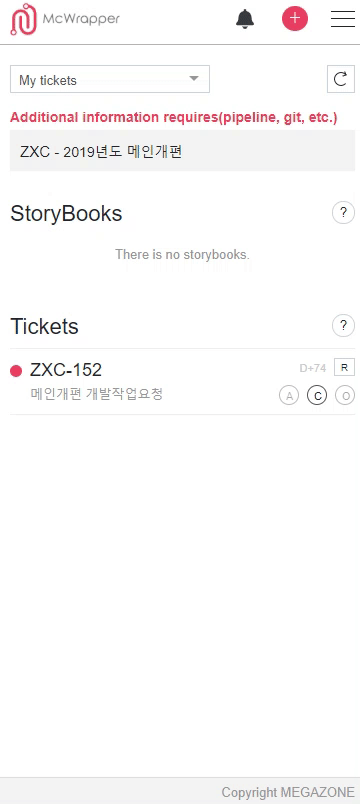 McWrapper
+
My tickets
Additional information requires(pipeline, git, etc.)
ZXC - 2019년도 메인개편
StoryBooks ?
There is no storybooks.
Tickets ?
ZXC-152 D+74 R
메인개편 개발작업요청 A C O
Copyright MEGAZONE